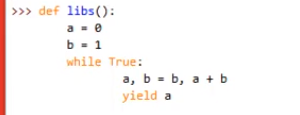 >>> def libs():
        a = 0
        b = 1
        while True:
                a, b = b, a + b
                yield a